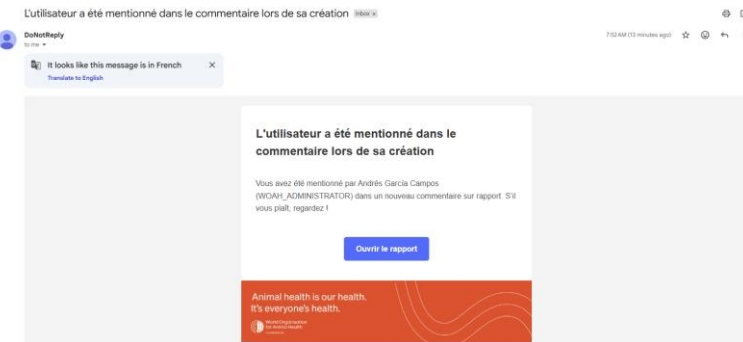 L'utilisateur a été mentionné dans le commentaire lors de sa création Inbox x
DoNotReply
7:02 AM (13 minutes ago)
to me
It looks like this message is in French
Translate to English
L'utilisateur a été mentionné dans le
commentaire lors de sa création
Vous avez été mentionné par Andrés García Campos
(WOAH_ADMINISTRATOR) dans un nouveau commentaire sur rapport. S'il
vous plaît, regardez !
Ouvrir le rapport
Animal health is our health.
It's everyone's health.
World Organisation
for Animal Health